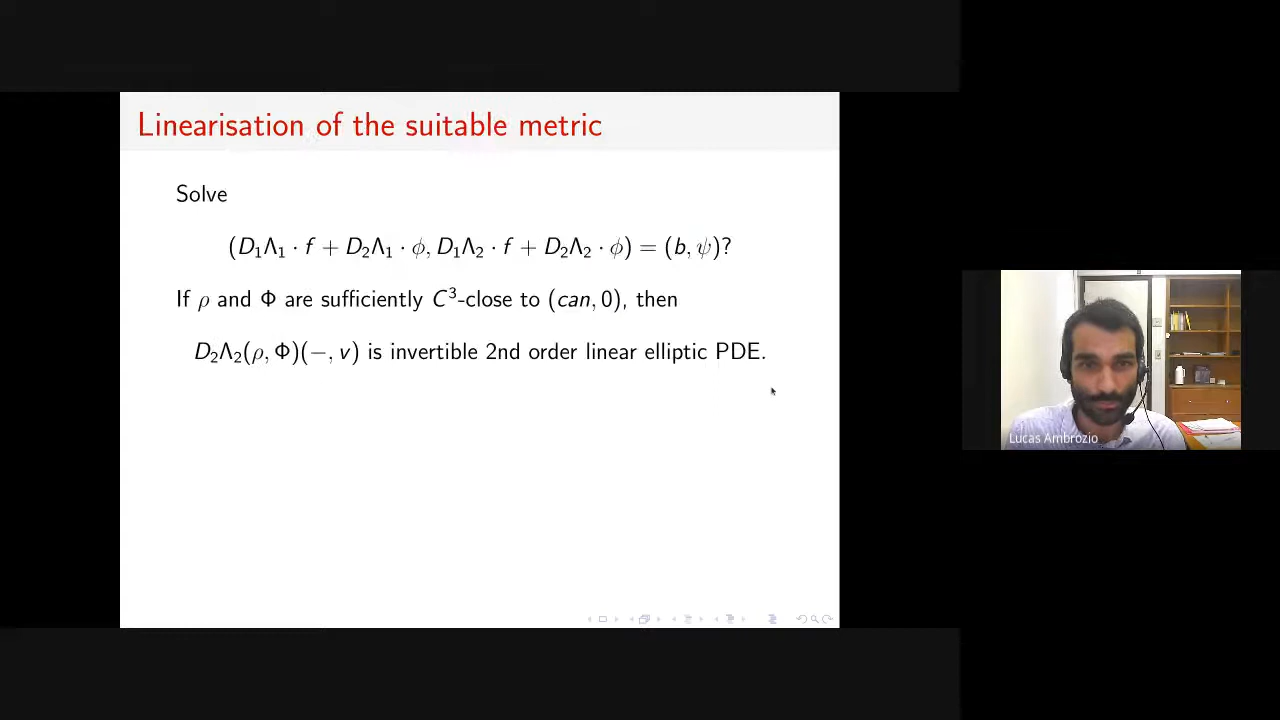 Linearisation of the suitable metric
Solve
(D₁Λ₁ · f + D₂Λ₁ · ϕ, D₁Λ₂ · f + D₂Λ₂ · ϕ) = (b, ψ)?
If ρ and Φ are sufficiently C³-close to (can, 0), then
D₂Λ₂(ρ, Φ)(−, v) is invertible 2nd order linear elliptic PDE.
Lucas Ambrozio